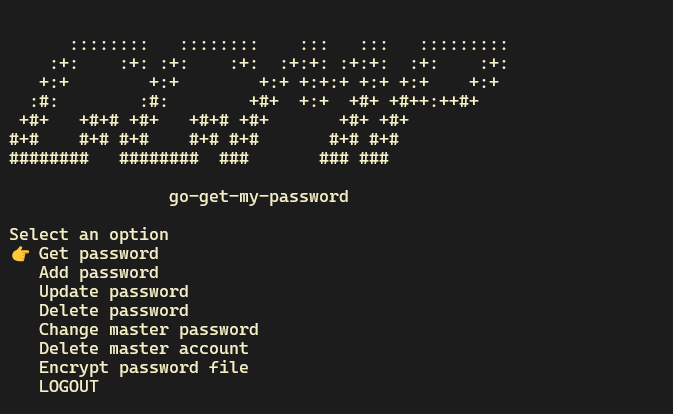 ::::::::   ::::::::    :::   :::   :::::::::
    :+:    :+: :+:    :+:  :+:+: :+:+:  :+:    :+:
   +:+        +:+        +:+ +:+:+ +:+ +:+    +:+
  :#:        :#:        +#+  +:+  +#+ +#++:++#+
 +#+   +#+# +#+   +#+# +#+       +#+ +#+
#+#    #+# #+#    #+# #+#       #+# #+#
########   ########  ###       ### ###
go-get-my-password
Select an option
👉 Get password
Add password
Update password
Delete password
Change master password
Delete master account
Encrypt password file
LOGOUT